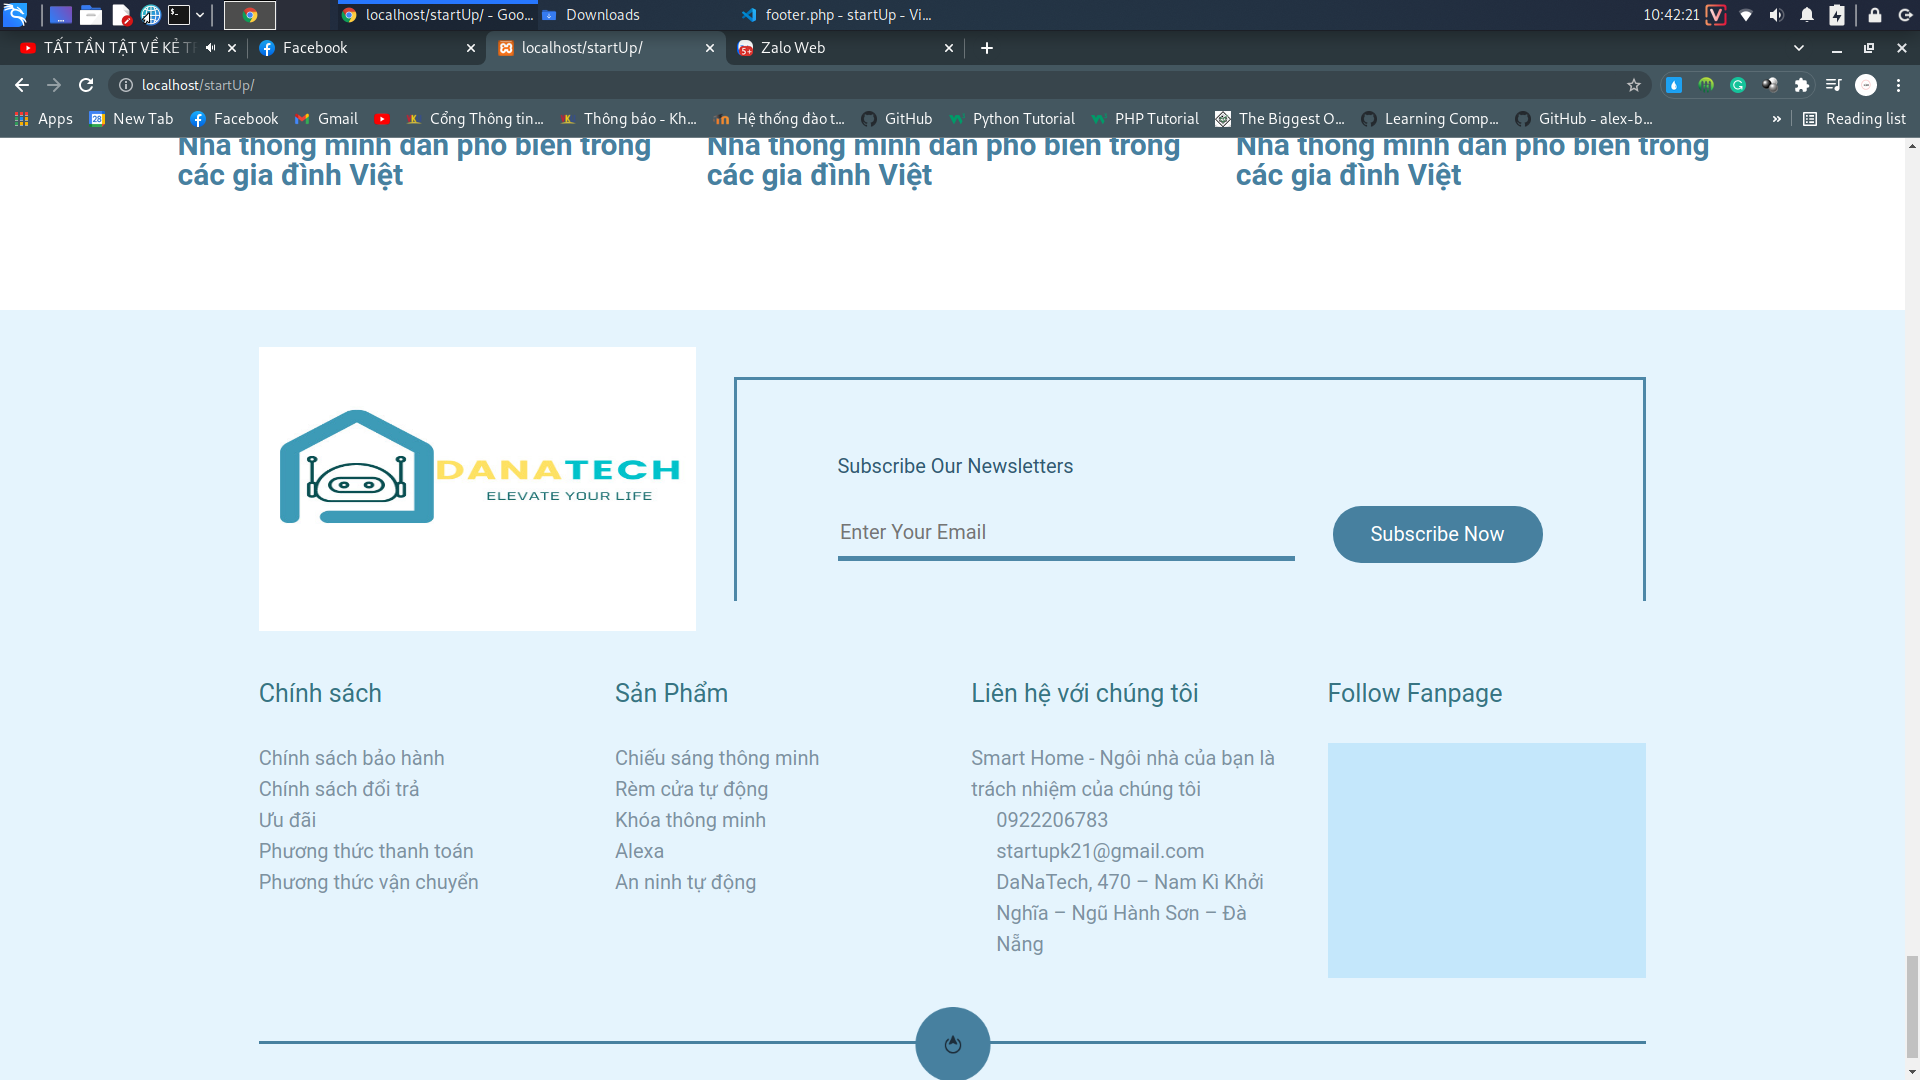 localhost/startUp/ - Goo...
Downloads
footer.php - startUp - Vi...
10:42:21
TẤT TẦN TẬT VỀ KẺ T
Facebook
localhost/startUp/
Zalo Web
localhost/startUp/
Apps
New Tab
Facebook
Gmail
Cổng Thông tin...
Thông báo - Kh...
Hệ thống đào t...
GitHub
Python Tutorial
PHP Tutorial
The Biggest O...
Learning Comp...
GitHub - alex-b...
»
Reading list
Nhà thông minh dần phổ biến trong
các gia đình Việt
Nhà thông minh dần phổ biến trong
các gia đình Việt
Nhà thông minh dần phổ biến trong
các gia đình Việt
DANATECH
ELEVATE YOUR LIFE
Subscribe Our Newsletters
Enter Your Email
Subscribe Now
Chính sách
Chính sách bảo hành
Chính sách đổi trả
Ưu đãi
Phương thức thanh toán
Phương thức vận chuyển
Sản Phẩm
Chiếu sáng thông minh
Rèm cửa tự động
Khóa thông minh
Alexa
An ninh tự động
Liên hệ với chúng tôi
Smart Home - Ngôi nhà của bạn là
trách nhiệm của chúng tôi
0922206783
startupk21@gmail.com
DaNaTech, 470 – Nam Kì Khởi
Nghĩa – Ngũ Hành Sơn – Đà
Nẵng
Follow Fanpage